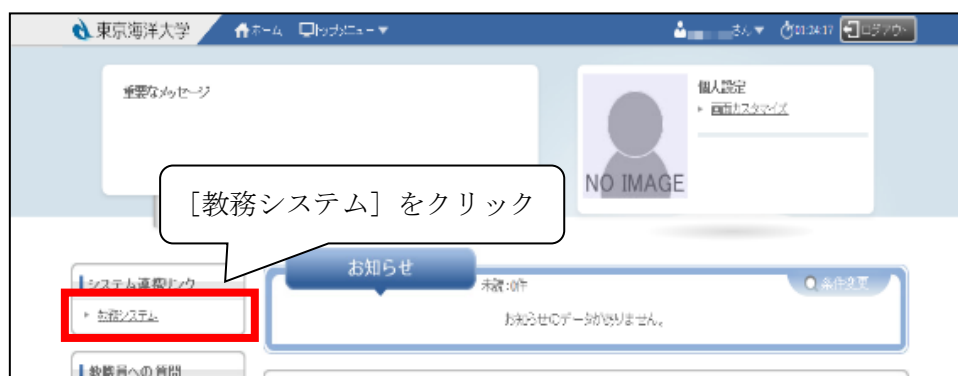 東京海洋大学 ホーム トップメニュー▼ さん▼ 01:24:17 ログアウト
重要なメッセージ
個人設定
画面カスタマイズ
NO IMAGE
［教務システム］をクリック
お知らせ
システム連携リンク
未読:0件
条件変更
教務システム
お知らせのデータがありません。
教職員への質問